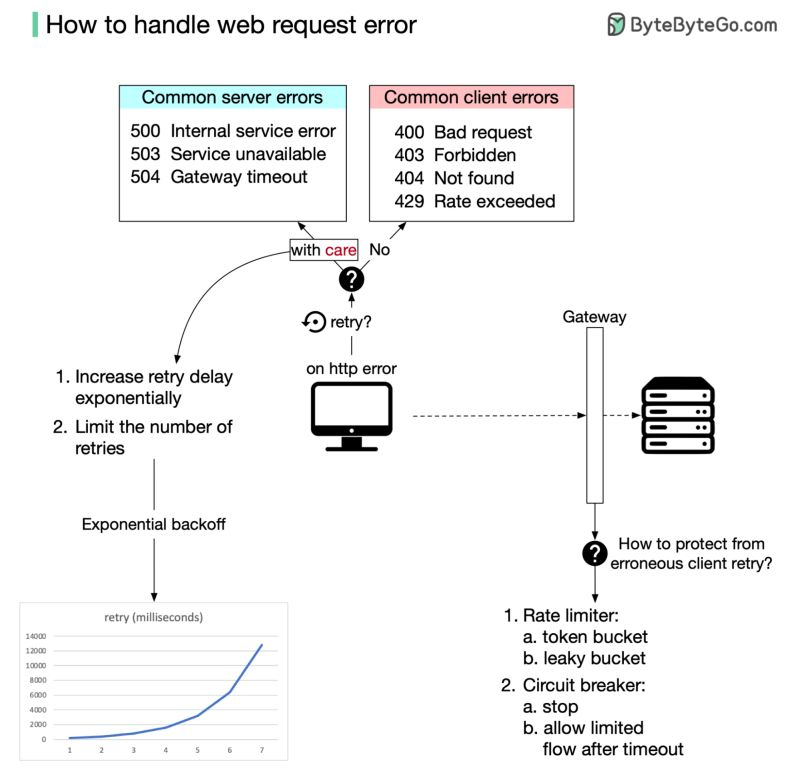 How to handle web request error
ByteByteGo.com
Common server errors
500 Internal service error
503 Service unavailable
504 Gateway timeout
Common client errors
400 Bad request
403 Forbidden
404 Not found
429 Rate exceeded
with care
No
?
retry?
on http error
Gateway
1. Increase retry delay
exponentially
2. Limit the number of
retries
Exponential backoff
?
How to protect from
erroneous client retry?
retry (milliseconds)
14000
12000
10000
8000
6000
4000
2000
0
1 2 3 4 5 6 7
1. Rate limiter:
a. token bucket
b. leaky bucket
2. Circuit breaker:
a. stop
b. allow limited
flow after timeout